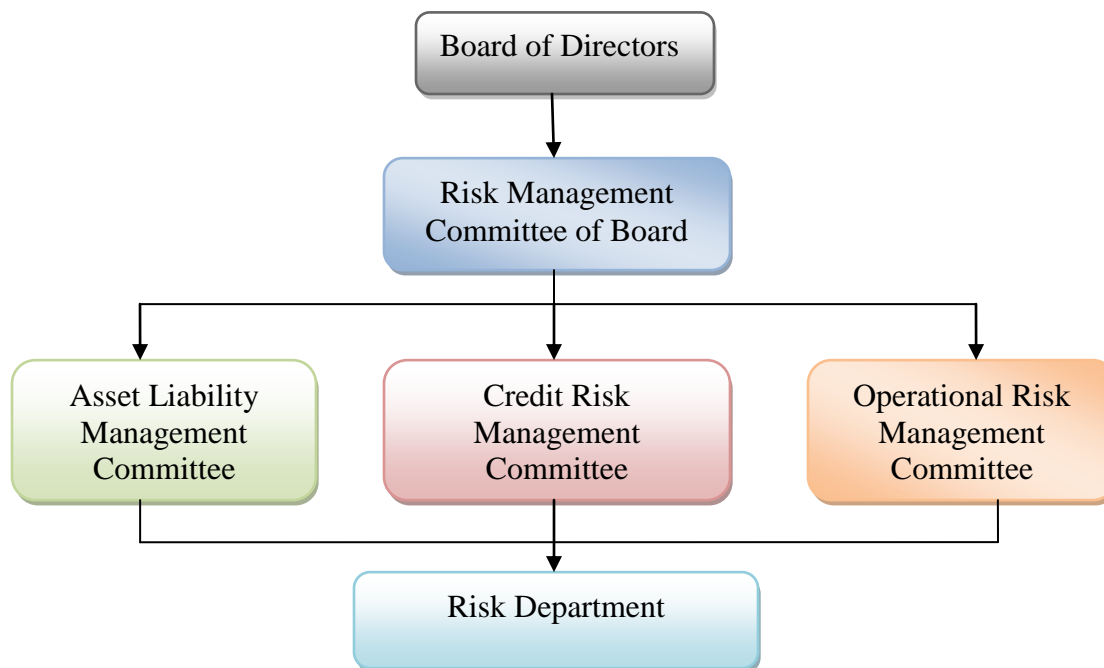 Board of Directors
Risk Management
Committee of Board
Asset Liability
Management
Committee
Credit Risk
Management
Committee
Operational Risk
Management
Committee
Risk Department